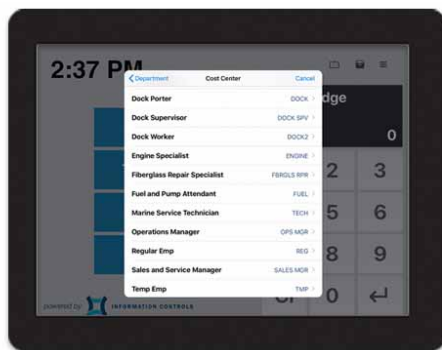 2:37 PM
Department Cost Center Cancel
dge
Dock Porter DOCK
0
Dock Supervisor DOCK SPV
Dock Worker DOCK2
Engine Specialist ENGINE
2 3
Fiberglass Repair Specialist FBRGLS RPR
Fuel and Pump Attendant FUEL
Marine Service Technician TECH
5 6
Operations Manager OPS MGR
Regular Emp REG
8 9
Sales and Service Manager SALES MGR
Temp Emp TMP
0
powered by INFORMATION CONTROLS